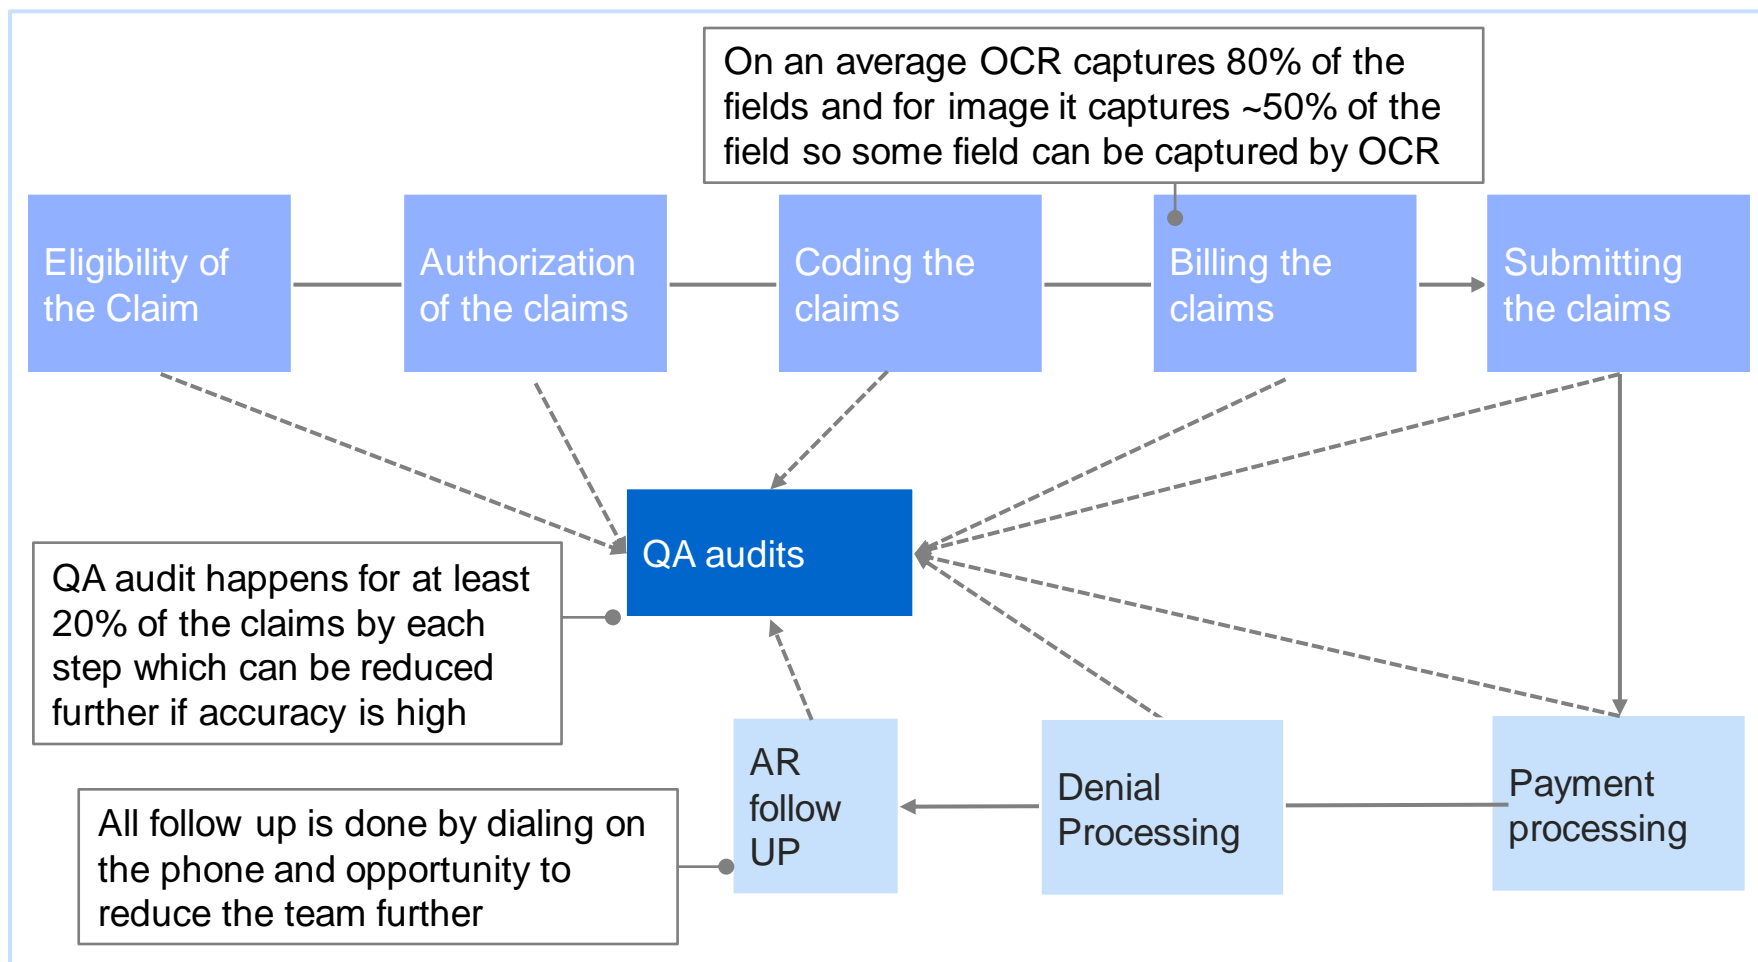 On an average OCR captures 80% of the
fields and for image it captures ~50% of the
field so some field can be captured by OCR
Eligibility of
the Claim
Authorization
of the claims
Coding the
claims
Billing the
claims
Submitting
the claims
QA audits
QA audit happens for at least
20% of the claims by each
step which can be reduced
further if accuracy is high
AR
follow
UP
Denial
Processing
Payment
processing
All follow up is done by dialing on
the phone and opportunity to
reduce the team further